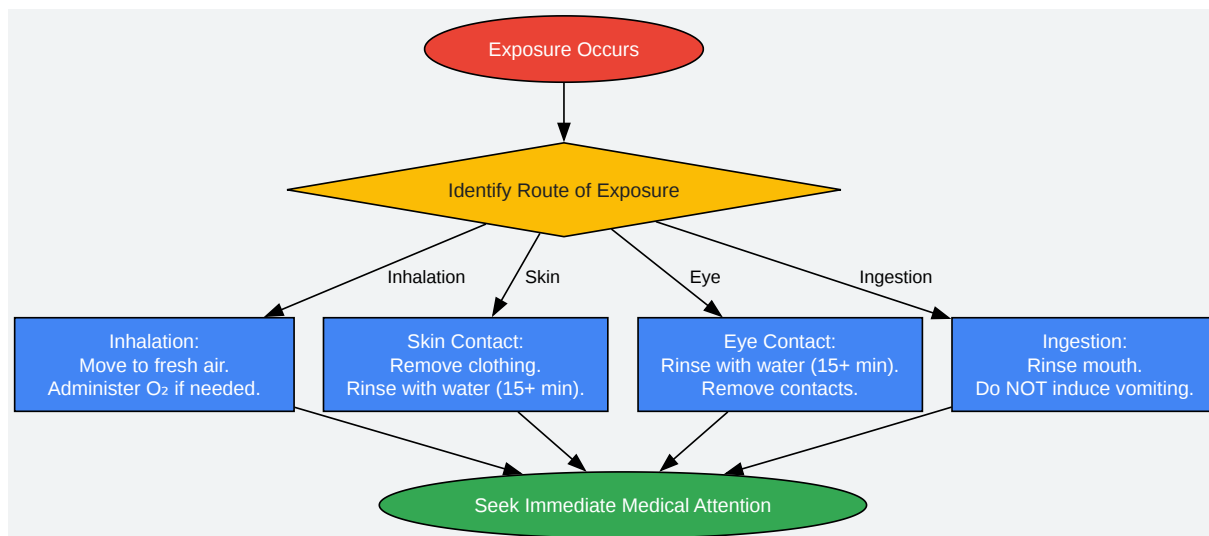 Exposure Occurs
Identify Route of Exposure
Inhalation
Skin
Eye
Ingestion
Inhalation:
Move to fresh air.
Administer O₂ if needed.
Skin Contact:
Remove clothing.
Rinse with water (15+ min).
Eye Contact:
Rinse with water (15+ min).
Remove contacts.
Ingestion:
Rinse mouth.
Do NOT induce vomiting.
Seek Immediate Medical Attention